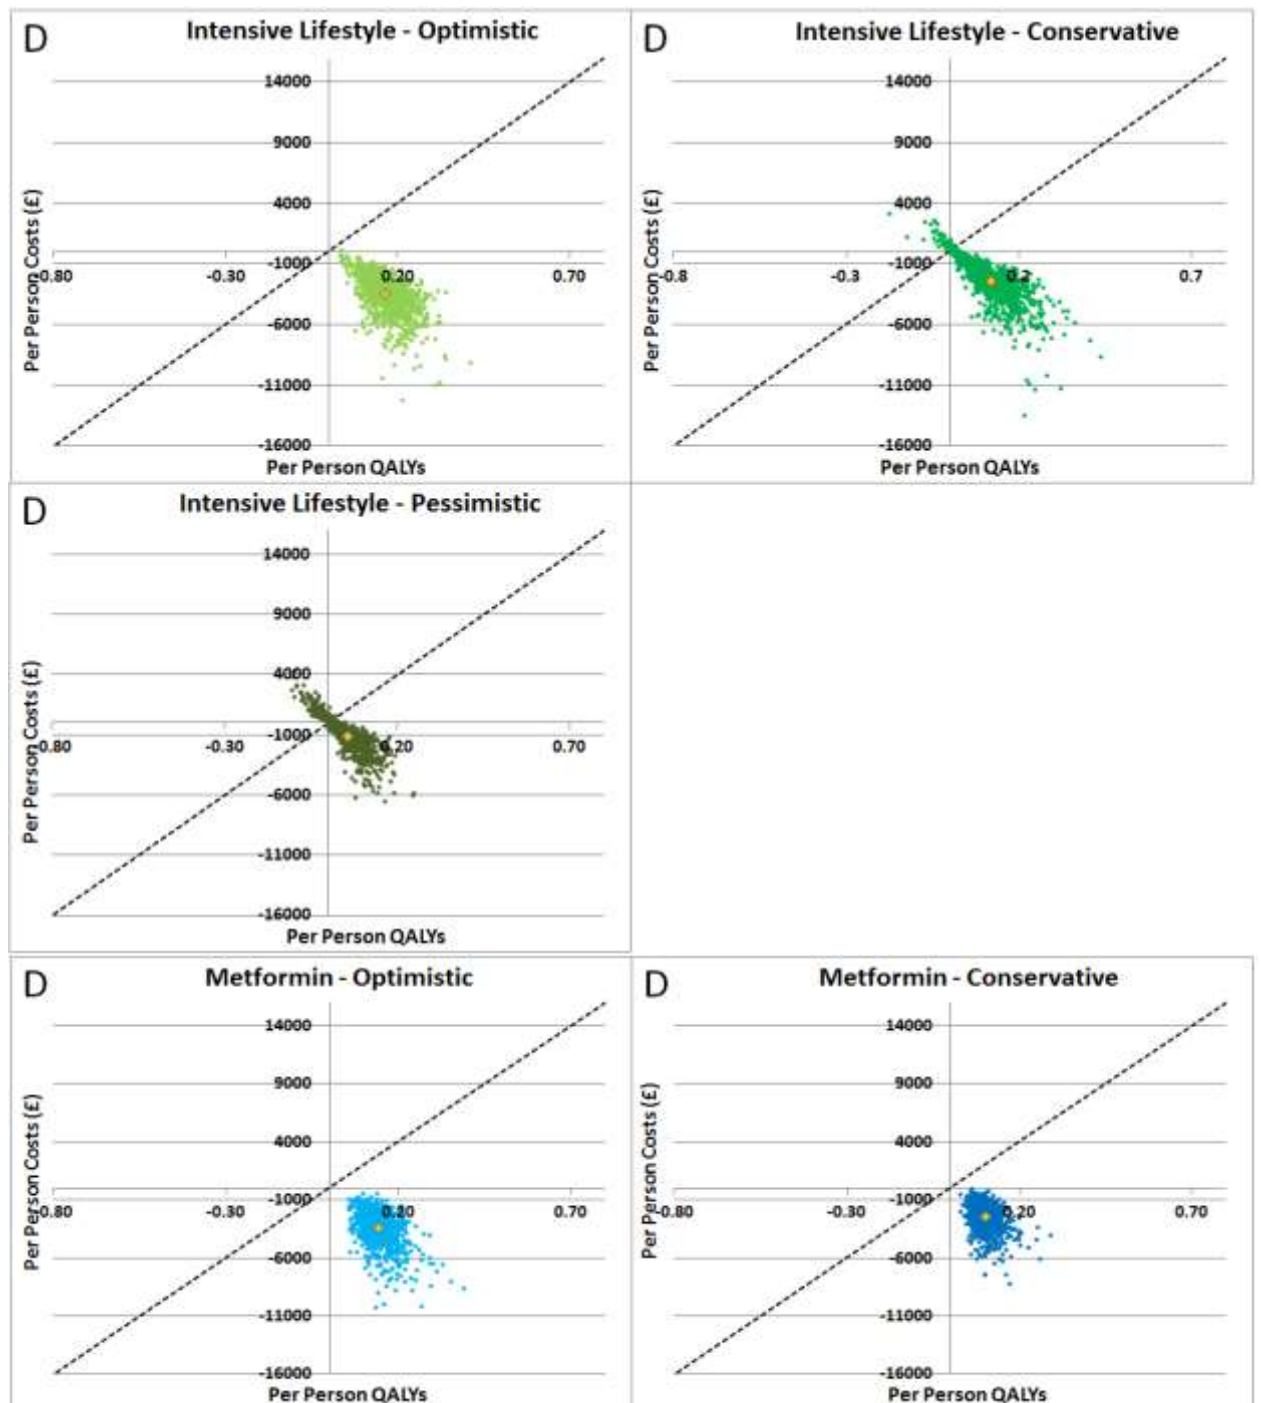 D Intensive Lifestyle - Optimistic
14000
9000
4000
-1000
-0.80 -0.30 0.20 0.70
-6000
-11000
-16000
Per Person Costs (£)
Per Person QALYs
D Intensive Lifestyle - Conservative
14000
9000
4000
-1000
-0.8 -0.3 0.2 0.7
-6000
-11000
-16000
Per Person Costs (£)
Per Person QALYs
D Intensive Lifestyle - Pessimistic
14000
9000
4000
-1000
-0.80 -0.30 0.20 0.70
-6000
-11000
-16000
Per Person Costs (£)
Per Person QALYs
D Metformin - Optimistic
14000
9000
4000
-1000
-0.80 -0.30 0.20 0.70
-6000
-11000
-16000
Per Person Costs (£)
Per Person QALYs
D Metformin - Conservative
14000
9000
4000
-1000
-0.80 -0.30 0.20 0.70
-6000
-11000
-16000
Per Person Costs (£)
Per Person QALYs